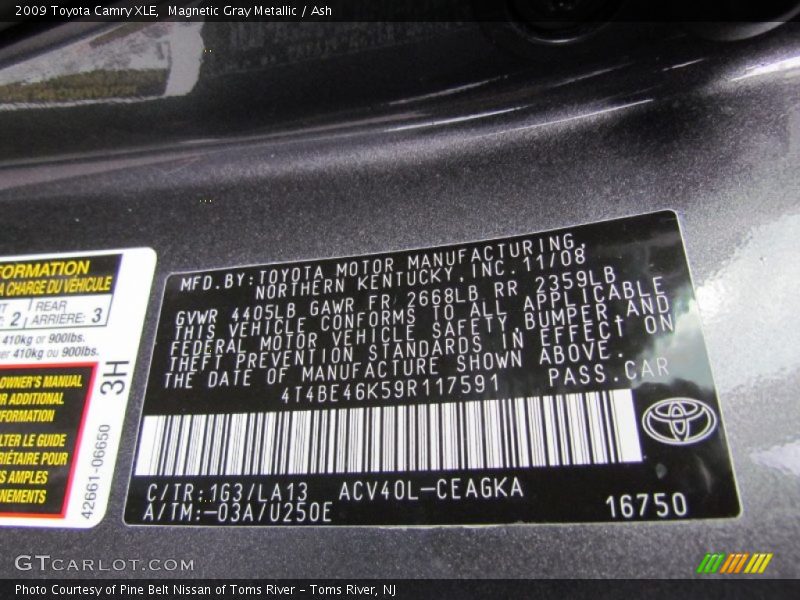 2009 Toyota Camry XLE, Magnetic Gray Metallic / Ash
FORMATION
A CHARGE DU VÉHICULE
: 2
REAR
ARRIÈRE: 3
410kg or 900lbs.
er 410kg ou 900lbs.
OWNER'S MANUAL
R ADDITIONAL
NFORMATION
LTER LE GUIDE
RIÉTAIRE POUR
S AMPLES
NEMENTS
3H
42661-06650
MFD.BY:TOYOTA MOTOR MANUFACTURING,
NORTHERN KENTUCKY,INC.11/08
GVWR 4405LB GAWR FR 2668LB RR 2359LB
THIS VEHICLE CONFORMS TO ALL APPLICABLE
FEDERAL MOTOR VEHICLE SAFETY,BUMPER,AND
THEFT PREVENTION STANDARDS IN EFFECT ON
THE DATE OF MANUFACTURE SHOWN ABOVE.
4T4BE46K59R117591 PASS.CAR
C/TR:1G3/LA13 ACV40L-CEAGKA
A/TM:-03A/U250E 16750
GTCARLOT.COM
Photo Courtesy of Pine Belt Nissan of Toms River - Toms River, NJ